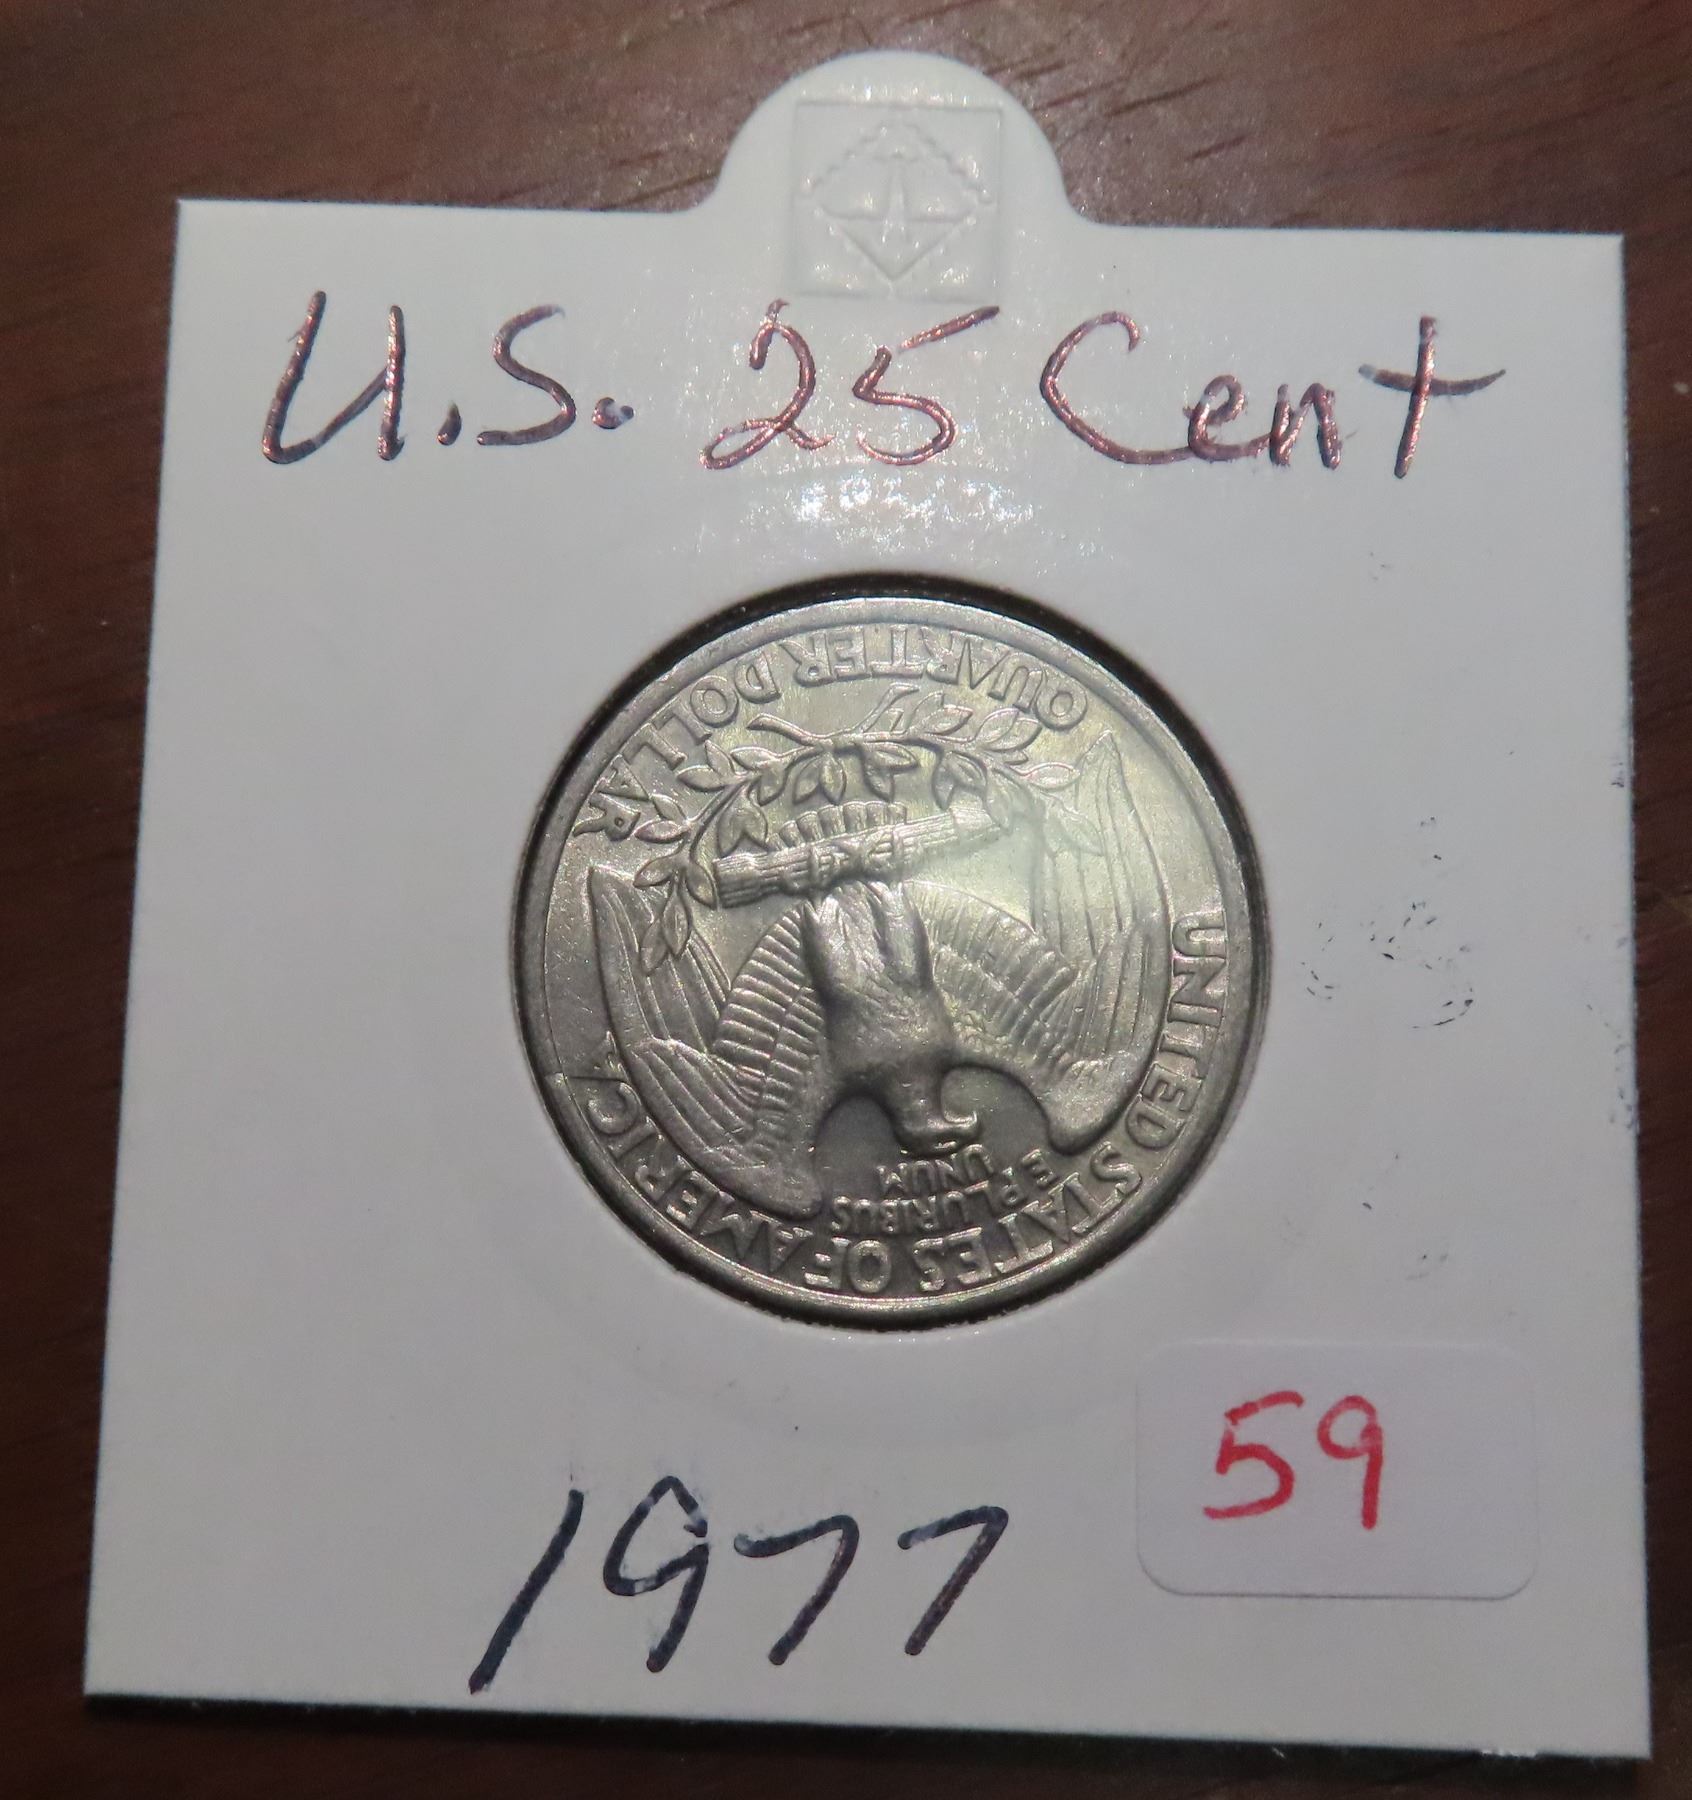 U.S. 25 Cent
UNITED STATES OF AMERICA
E PLURIBUS
UNUM
QUARTER DOLLAR
59
1977